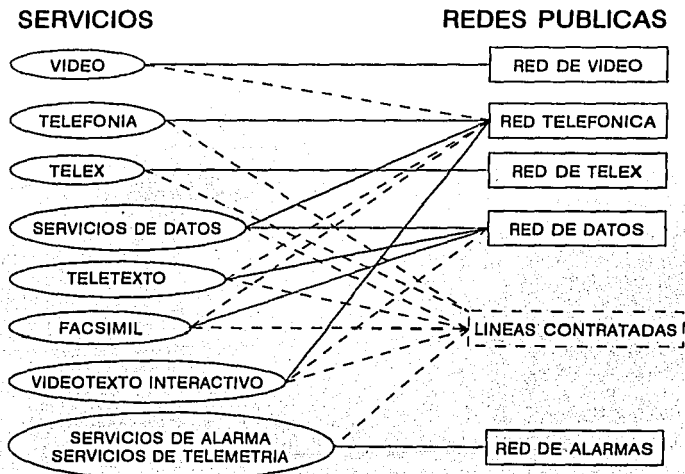 SERVICIOS
REDES PUBLICAS
VIDEO
RED DE VIDEO
TELEFONIA
RED TELEFONICA
TELEX
RED DE TELEX
SERVICIOS DE DATOS
RED DE DATOS
TELETEXTO
FACSIMIL
LINEAS CONTRATADAS
VIDEOTEXTO INTERACTIVO
SERVICIOS DE ALARMA
SERVICIOS DE TELEMETRIA
RED DE ALARMAS